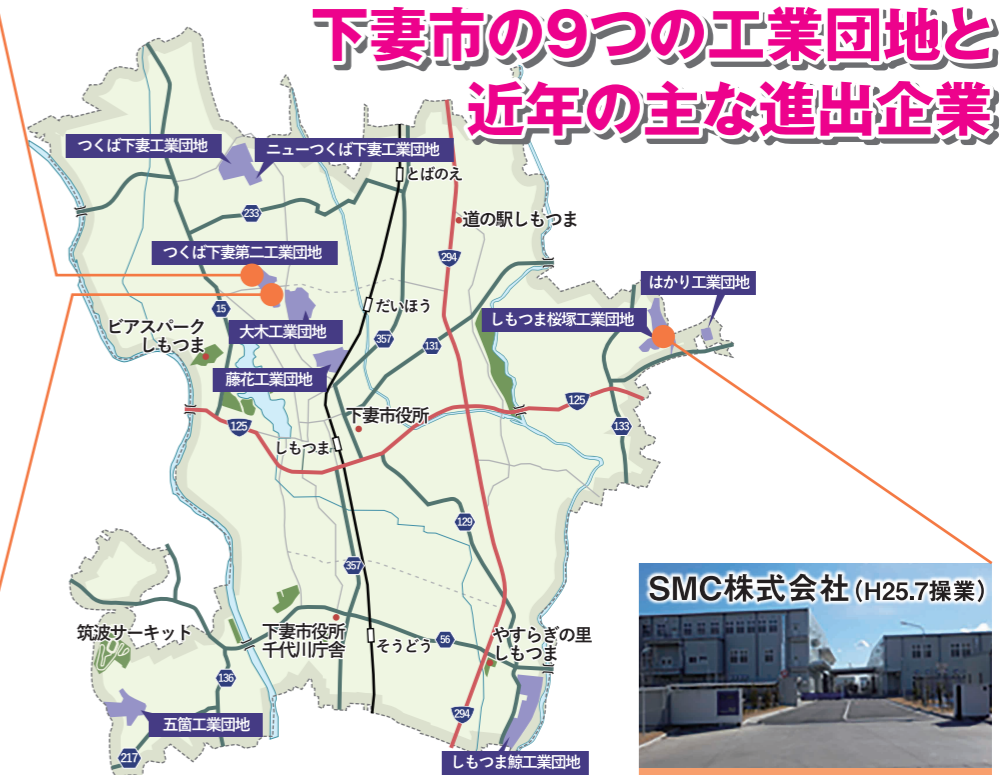 下妻市の9つの工業団地と
近年の主な進出企業
つくば下妻工業団地
ニューつくば下妻工業団地
とばのえ
233
道の駅しもつま
つくば下妻第二工業団地
294
はかり工業団地
15
だいほう
しもつま桜塚工業団地
ビアスパーク
しもつま
大木工業団地
357
131
藤花工業団地
125
下妻市役所
125
133
しもつま
129
357
SMC株式会社(H25.7操業)
筑波サーキット
下妻市役所
千代川庁舎
そうどう
56
やすらぎの里
しもつま
136
五箇工業団地
294
217
しもつま鯨工業団地